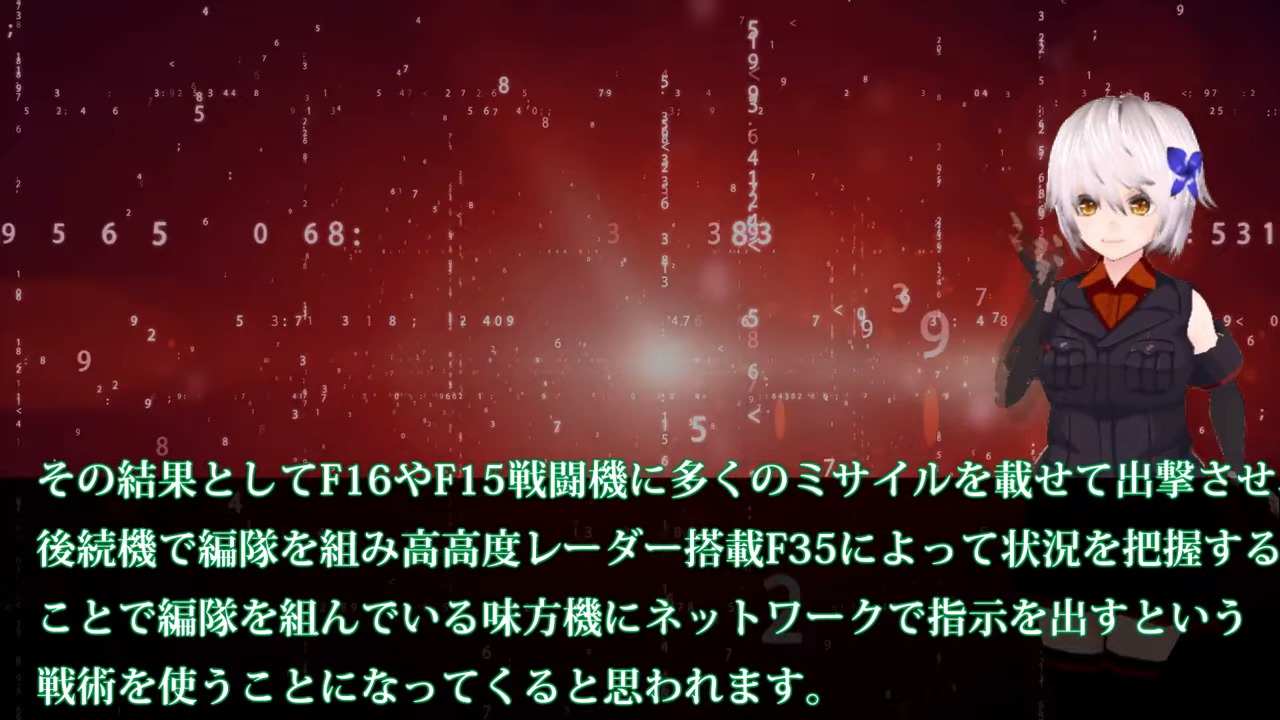 その結果としてF16やF15戦闘機に多くのミサイルを載せて出撃させ、
後続機で編隊を組み高高度レーダー搭載F35によって状況を把握する
ことで編隊を組んでいる味方機にネットワークで指示を出すという
戦術を使うことになってくると思われます。